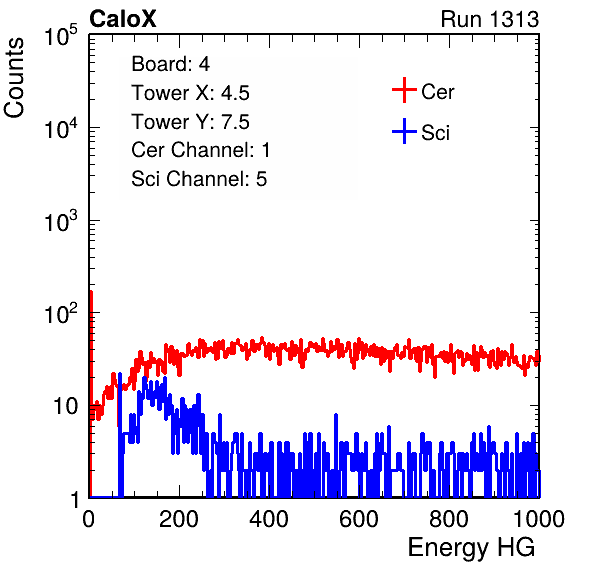 CaloX Run 1313
Counts
10^5
10^4
10^3
10^2
10
1
Board: 4
Tower X: 4.5
Tower Y: 7.5
Cer Channel: 1
Sci Channel: 5
Cer
Sci
0 200 400 600 800 1000
Energy HG